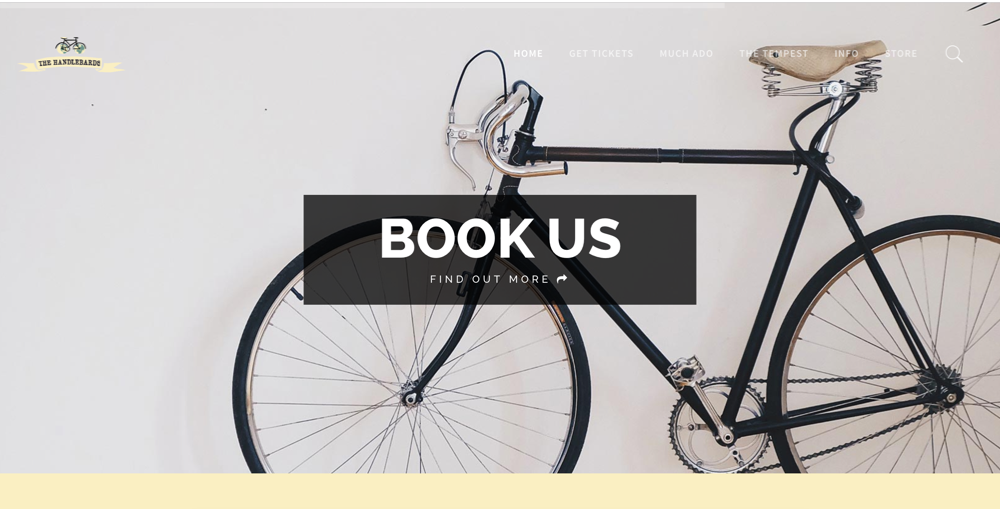 THE HANDLEBARDS
HOME GET TICKETS MUCH ADO THE TEMPEST INFO STORE
BOOK US
FIND OUT MORE